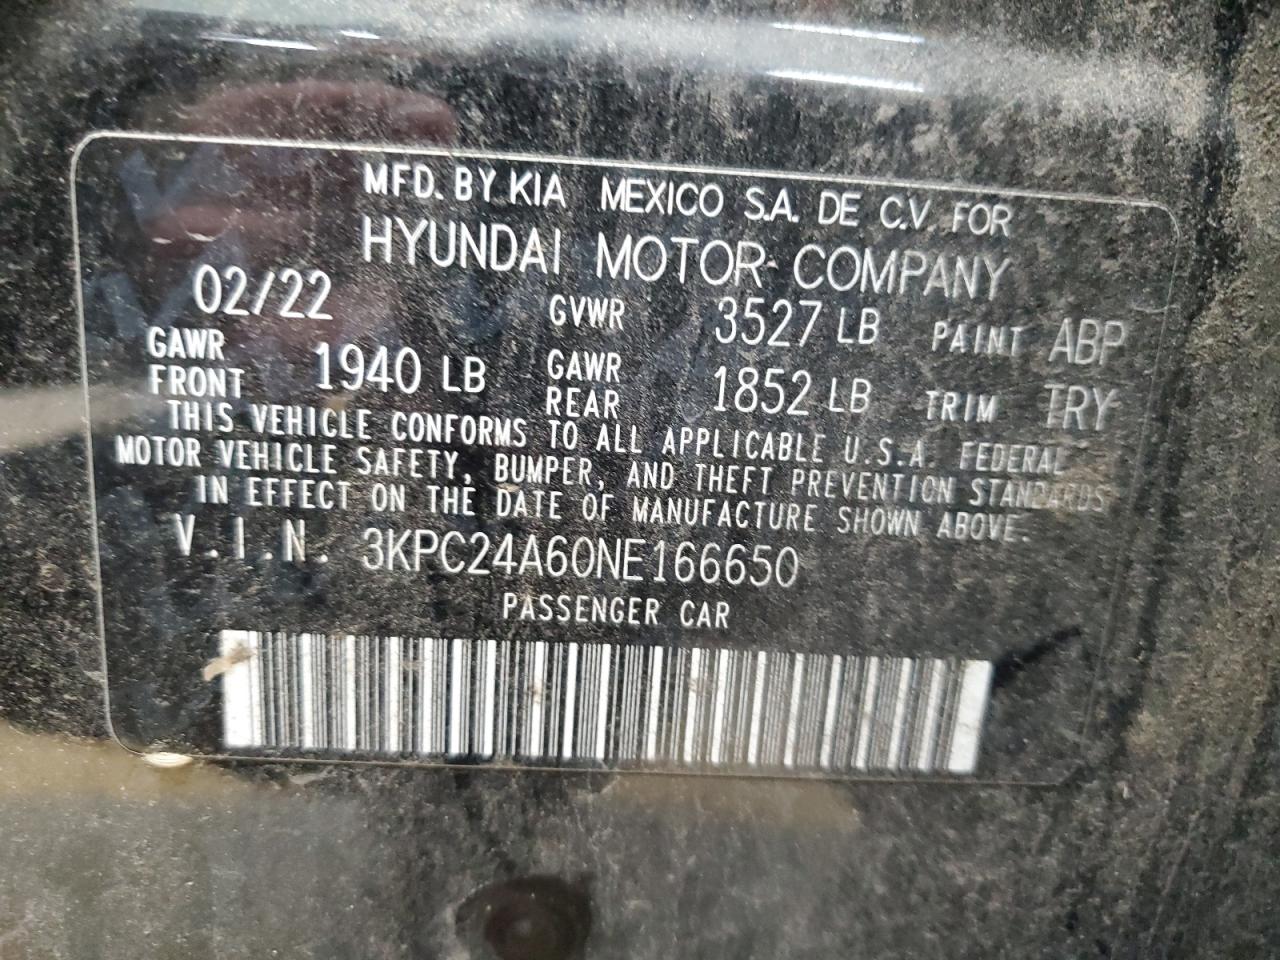 MFD. BY KIA MEXICO S.A. DE C.V. FOR
HYUNDAI MOTOR COMPANY
02/22 GVWR 3527 LB PAINT ABP
GAWR FRONT 1940 LB GAWR REAR 1852 LB TRIM TRY
THIS VEHICLE CONFORMS TO ALL APPLICABLE U.S.A. FEDERAL
MOTOR VEHICLE SAFETY, BUMPER, AND THEFT PREVENTION STANDARDS
IN EFFECT ON THE DATE OF MANUFACTURE SHOWN ABOVE.
V.I.N. 3KPC24A60NE166650
PASSENGER CAR